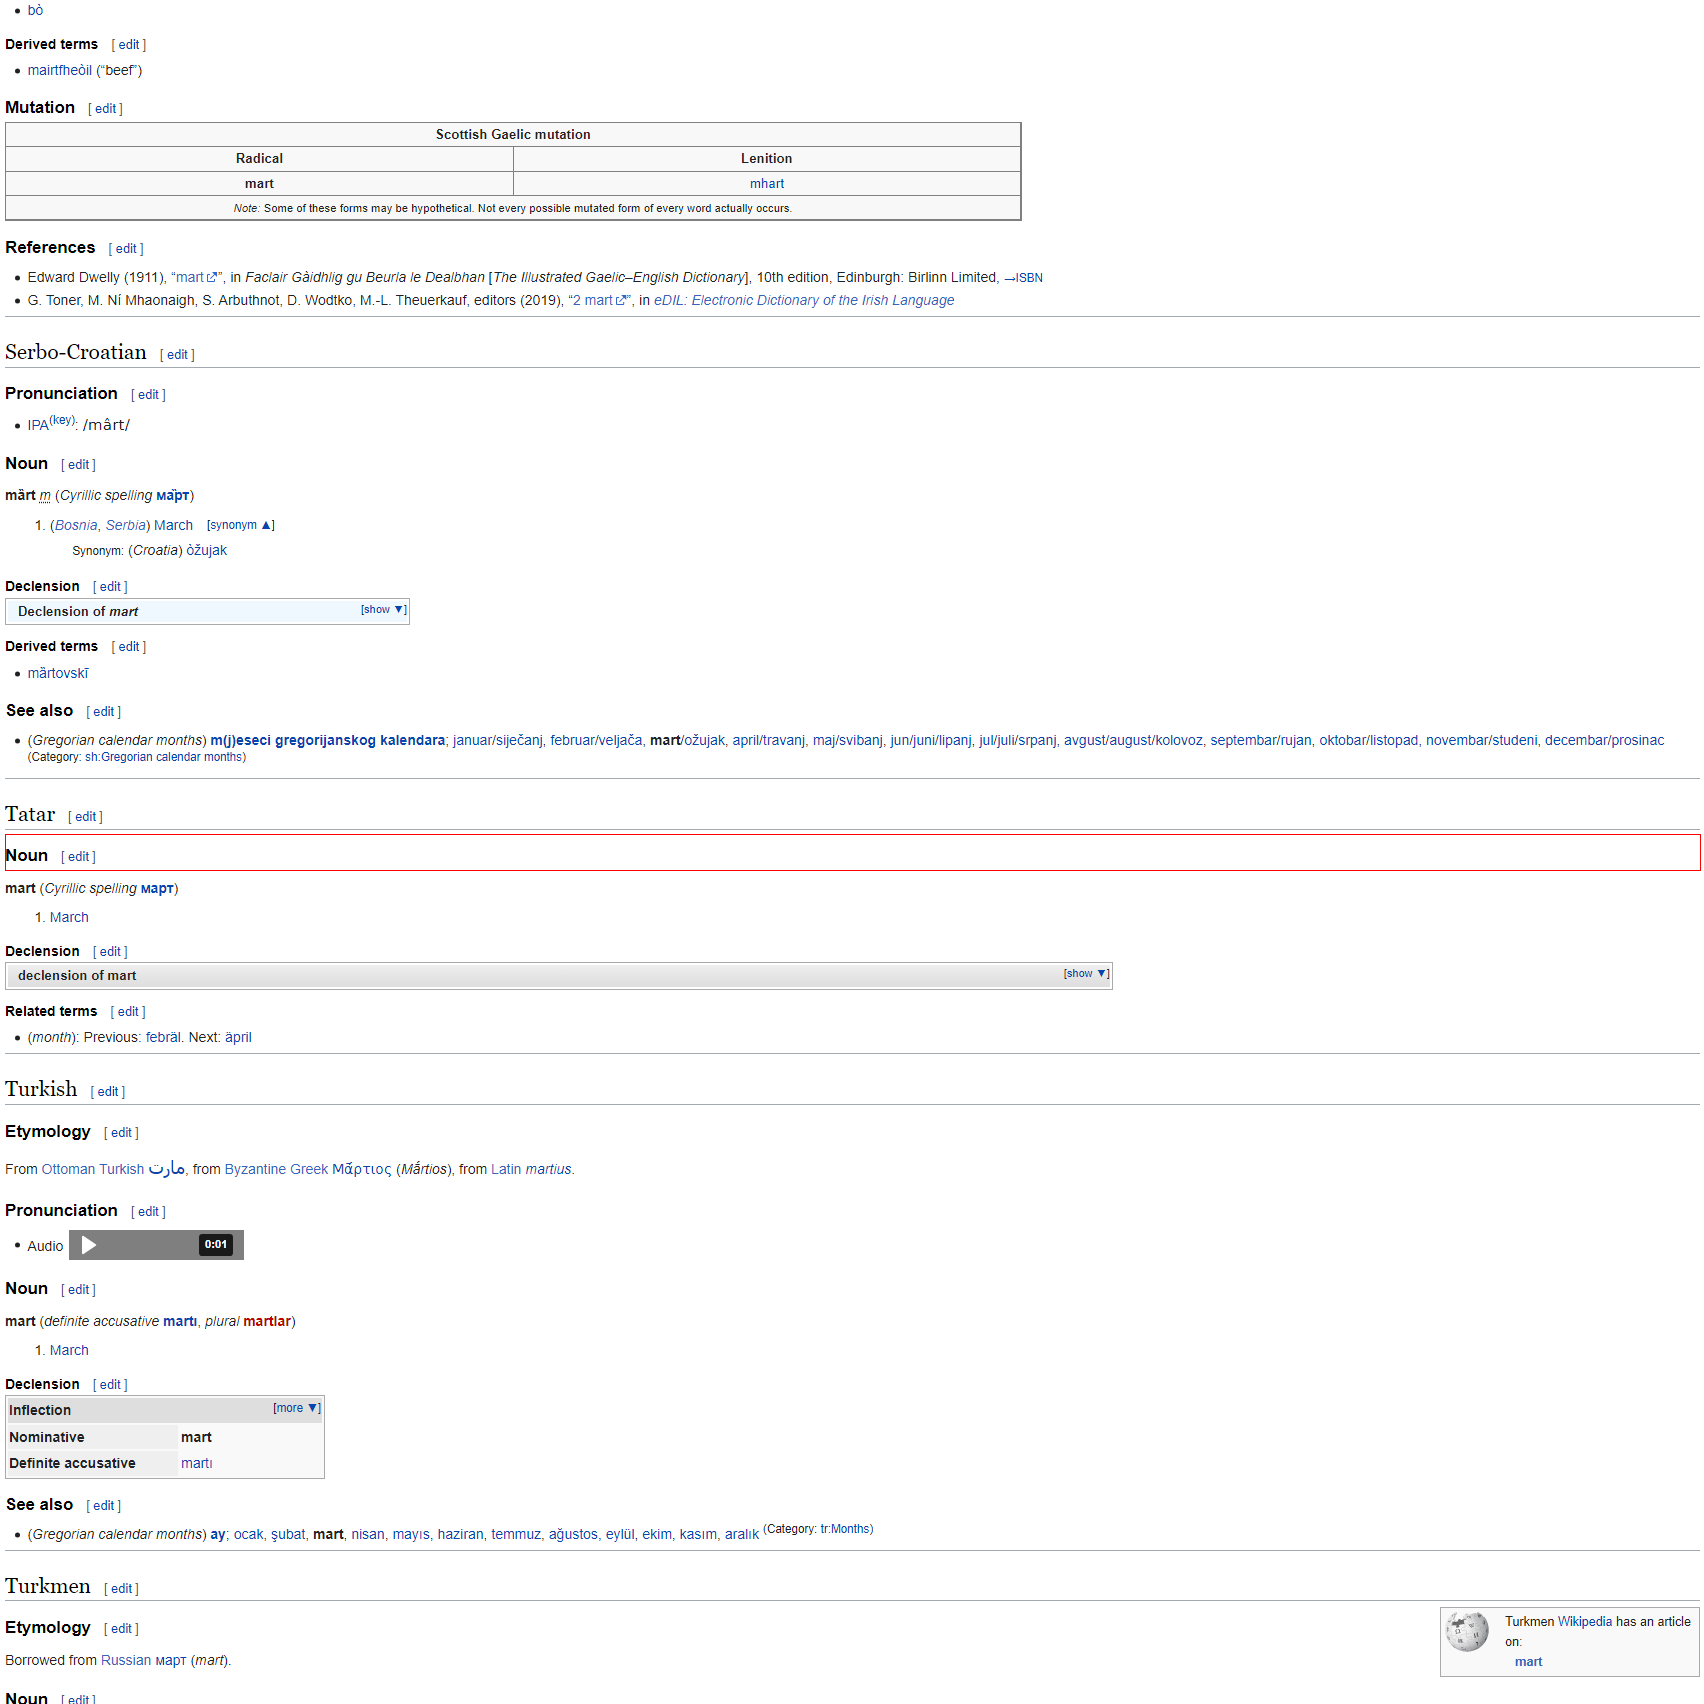 bò
Derived terms [ edit ]
mairtfheòil (“beef”)
Mutation [ edit ]
Scottish Gaelic mutation
Radical Lenition
mart mhart
Note: Some of these forms may be hypothetical. Not every possible mutated form of every word actually occurs.
References [ edit ]
Edward Dwelly (1911), “mart”, in Faclair Gàidhlig gu Beurla le Dealbhan [The Illustrated Gaelic–English Dictionary], 10th edition, Edinburgh: Birlinn Limited, →ISBN
G. Toner, M. Ní Mhaonaigh, S. Arbuthnot, D. Wodtko, M.-L. Theuerkauf, editors (2019), “2 mart”, in eDIL: Electronic Dictionary of the Irish Language
Serbo-Croatian [ edit ]
Pronunciation [ edit ]
IPA(key): /mârt/
Noun [ edit ]
mȁrt m (Cyrillic spelling ма̏рт)
1. (Bosnia, Serbia) March [synonym ▲]
Synonym: (Croatia) òžujak
Declension [ edit ]
Declension of mart [show ▼]
Derived terms [ edit ]
mȁrtovskī
See also [ edit ]
(Gregorian calendar months) m(j)eseci gregorijanskog kalendara; januar/siječanj, februar/veljača, mart/ožujak, april/travanj, maj/svibanj, jun/juni/lipanj, jul/juli/srpanj, avgust/august/kolovoz, septembar/rujan, oktobar/listopad, novembar/studeni, decembar/prosinac
(Category: sh:Gregorian calendar months)
Tatar [ edit ]
Noun [ edit ]
mart (Cyrillic spelling март)
1. March
Declension [ edit ]
declension of mart [show ▼]
Related terms [ edit ]
(month): Previous: febräl. Next: äpril
Turkish [ edit ]
Etymology [ edit ]
From Ottoman Turkish مارت, from Byzantine Greek Μᾰ́ρτιος (Mắrtios), from Latin martius.
Pronunciation [ edit ]
Audio 0:01
Noun [ edit ]
mart (definite accusative martı, plural martlar)
1. March
Declension [ edit ]
Inflection [more ▼]
Nominative mart
Definite accusative martı
See also [ edit ]
(Gregorian calendar months) ay; ocak, şubat, mart, nisan, mayıs, haziran, temmuz, ağustos, eylül, ekim, kasım, aralık (Category: tr:Months)
Turkmen [ edit ]
Etymology [ edit ]
Turkmen Wikipedia has an article
on:
mart
Borrowed from Russian март (mart).
Noun [ edit ]